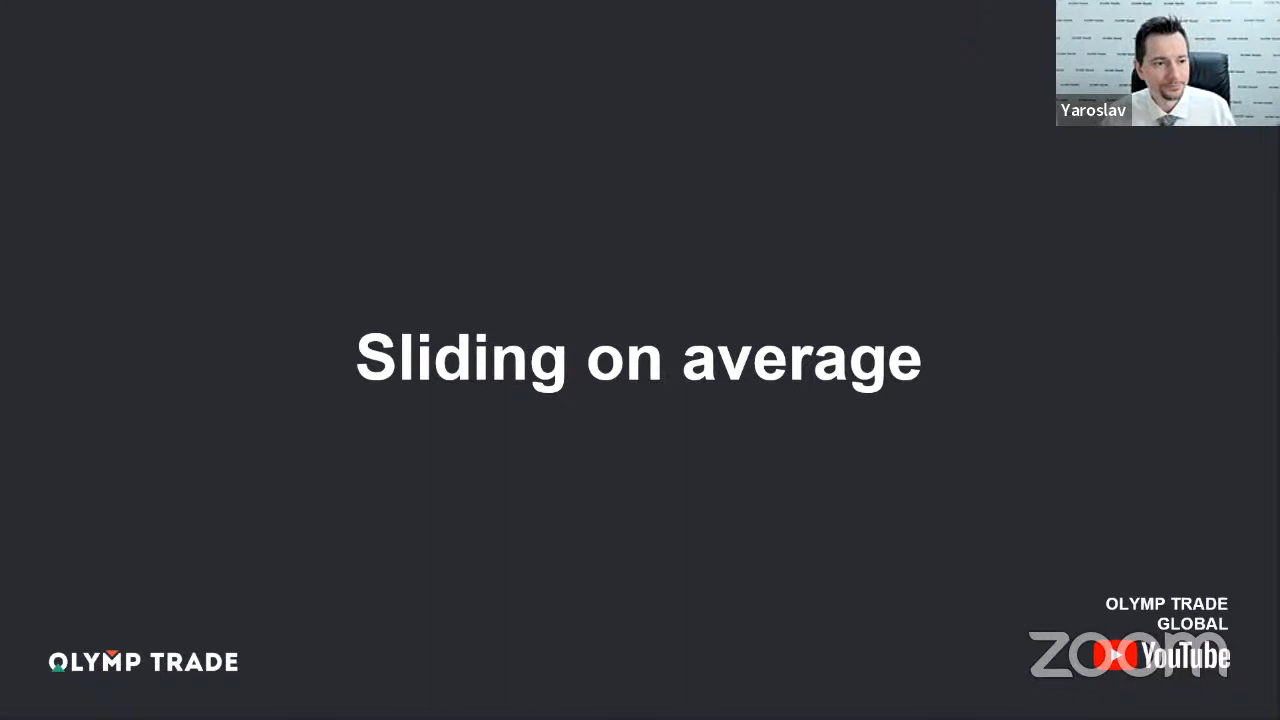 Yaroslav
Sliding on average
OLYMP TRADE
GLOBAL
YouTube
zoom
OLYMP TRADE